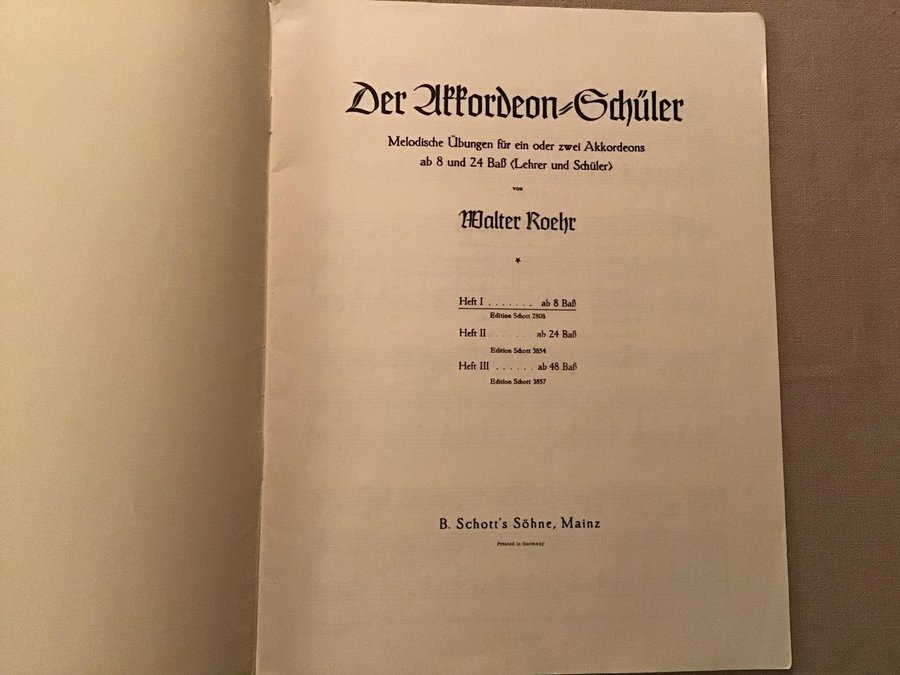 Der Akkordeon-Schüler
Melodische Übungen für ein oder zwei Akkordeons
ab 8 und 24 Baß (Lehrer und Schüler)
von
Walter Roehr
*
Heft I . . . . . . . ab 8 Baß
Edition Schott 2808
Heft II . . . . . . ab 24 Baß
Edition Schott 3854
Heft III . . . . . . ab 48 Baß
Edition Schott 3857
B. Schott's Söhne, Mainz
Printed in Germany